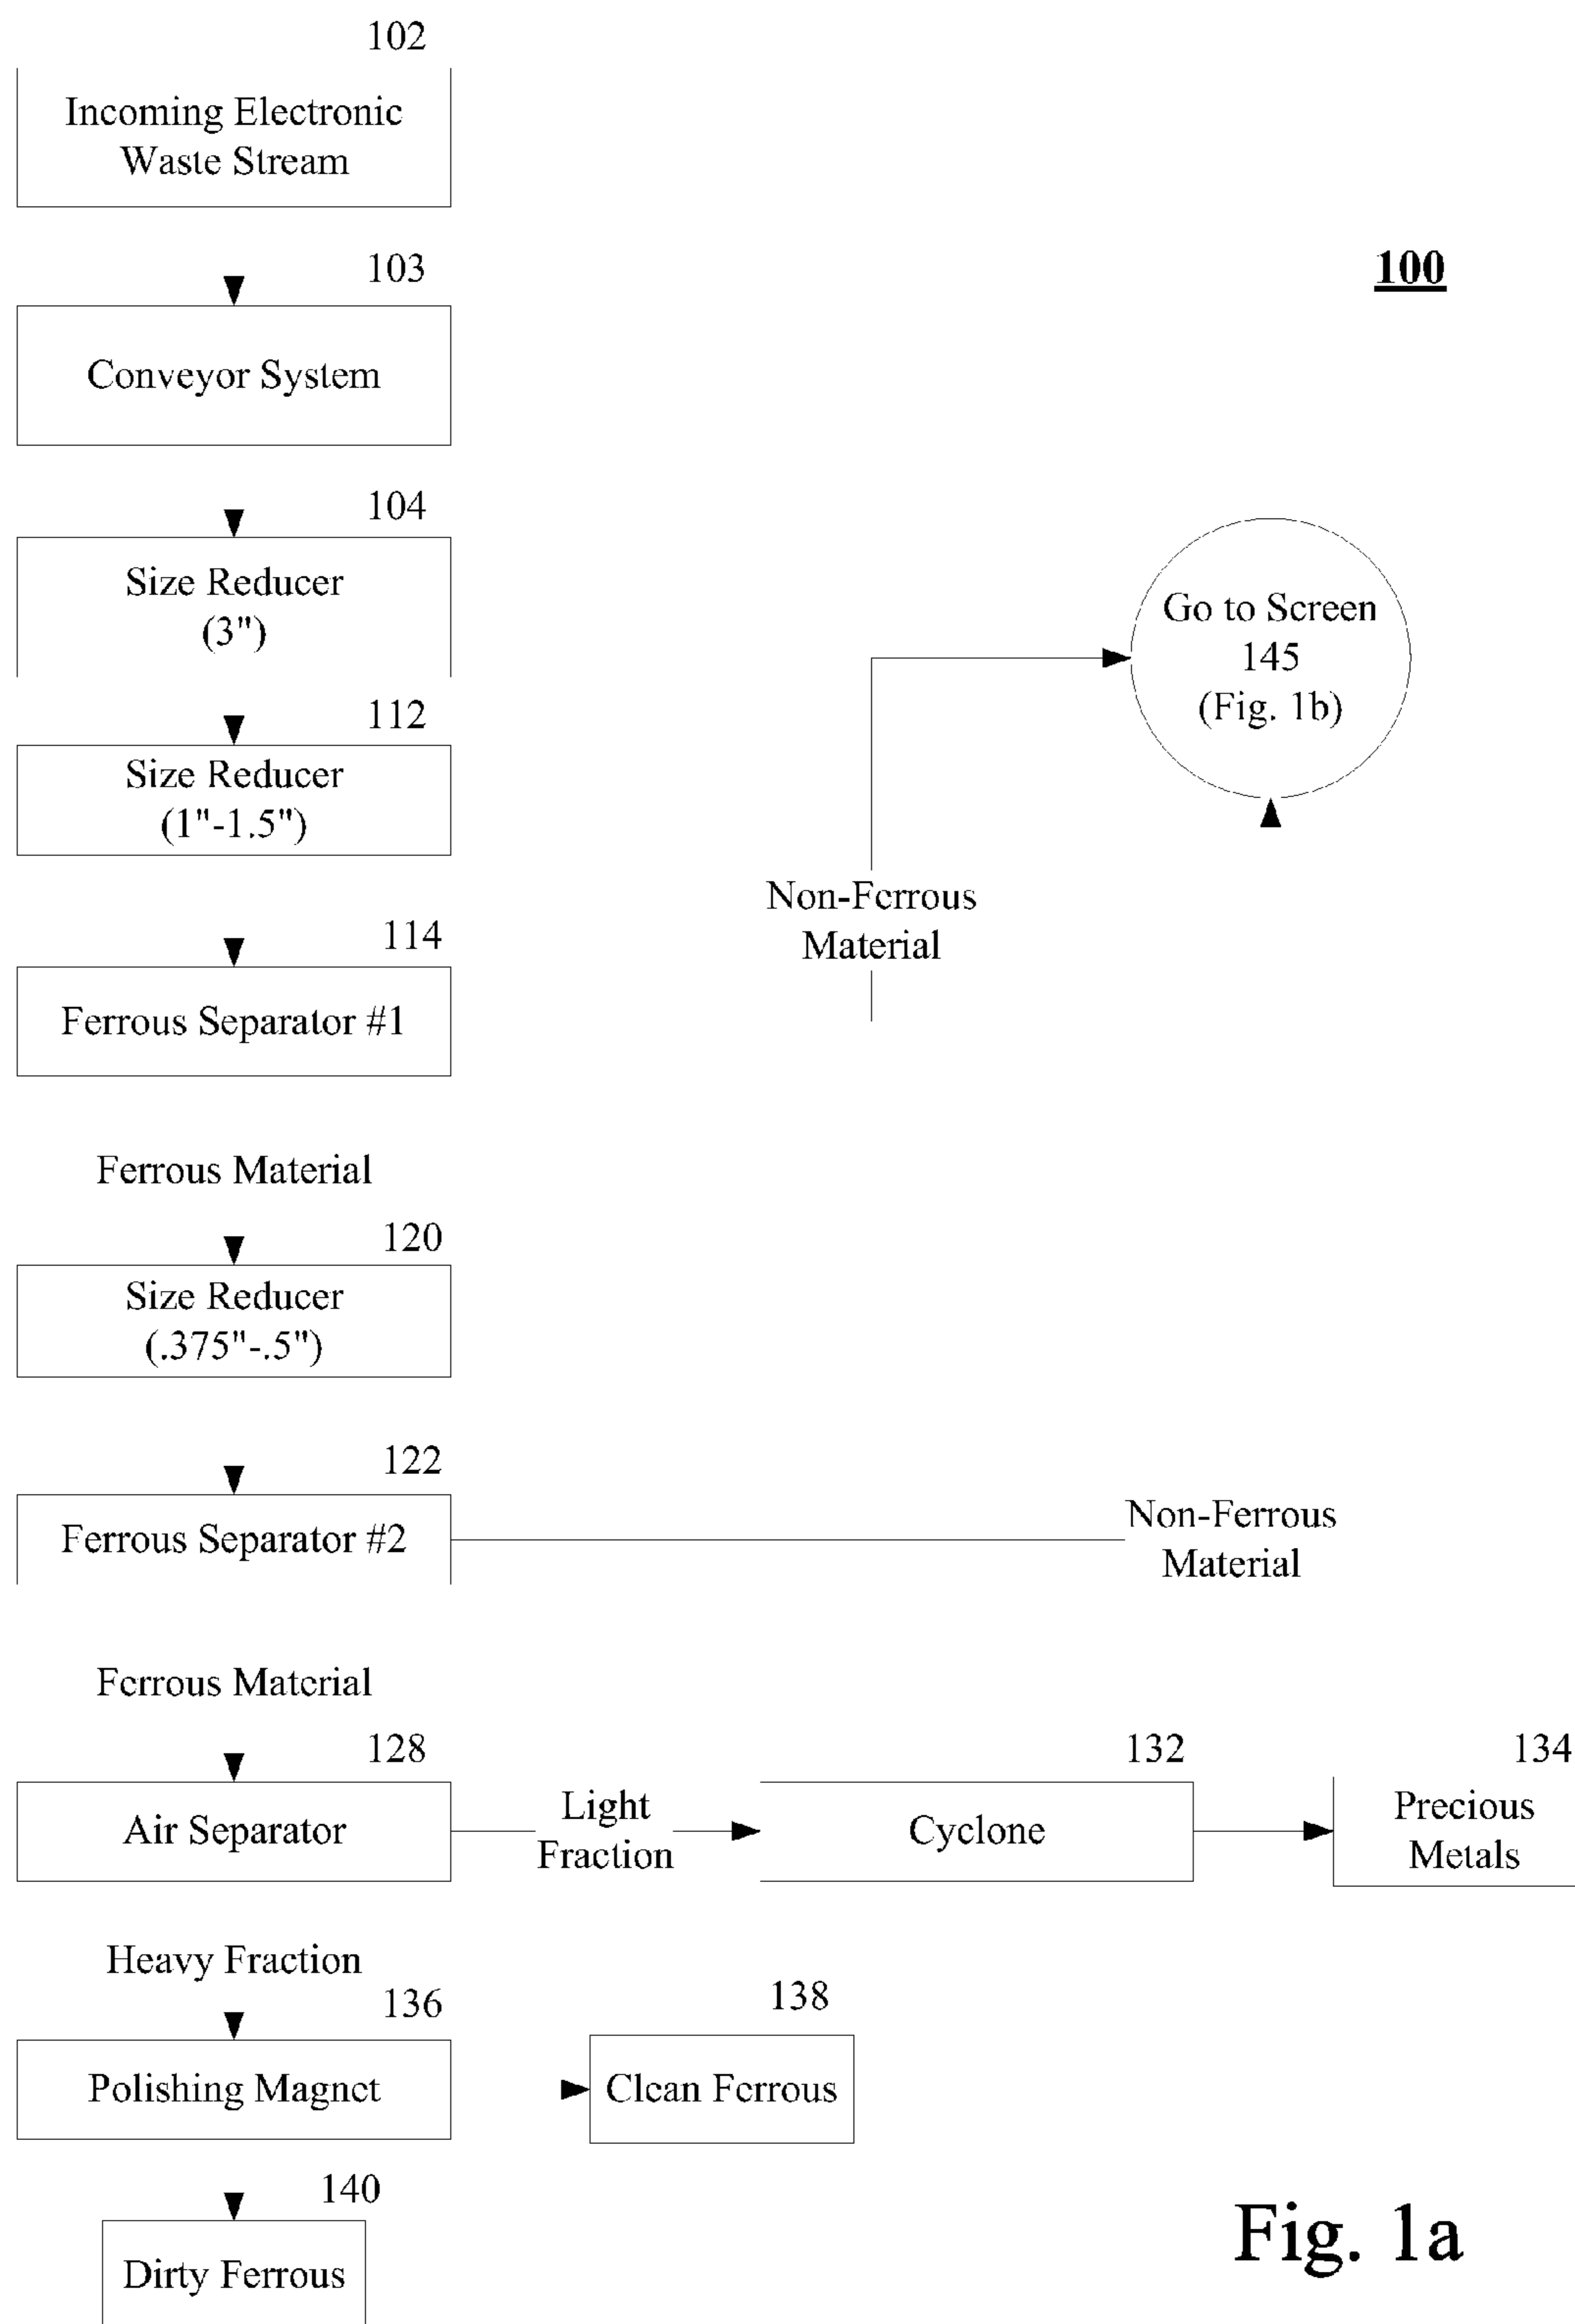 102
Incoming Electronic
Waste Stream
100
103
Conveyor System
104
Size Reducer
(3")
Go to Screen
145
(Fig. 1b)
112
Size Reducer
(1"-1.5")
Non-Ferrous
Material
114
Ferrous Separator #1
Ferrous Material
120
Size Reducer
(.375"-.5")
122
Ferrous Separator #2
Non-Ferrous
Material
Ferrous Material
128
Air Separator
Light
Fraction
132
Cyclone
134
Precious
Metals
Heavy Fraction
136
Polishing Magnet
138
Clean Ferrous
140
Dirty Ferrous
Fig. 1a